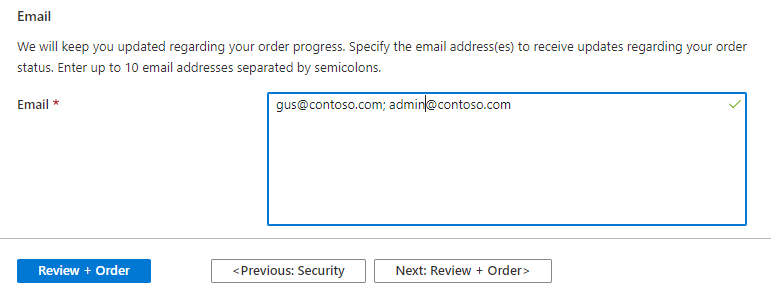 Email
We will keep you updated regarding your order progress. Specify the email address(es) to receive updates regarding your order
status. Enter up to 10 email addresses separated by semicolons.
Email *
gus@contoso.com; admin@contoso.com
Review + Order
<Previous: Security
Next: Review + Order>